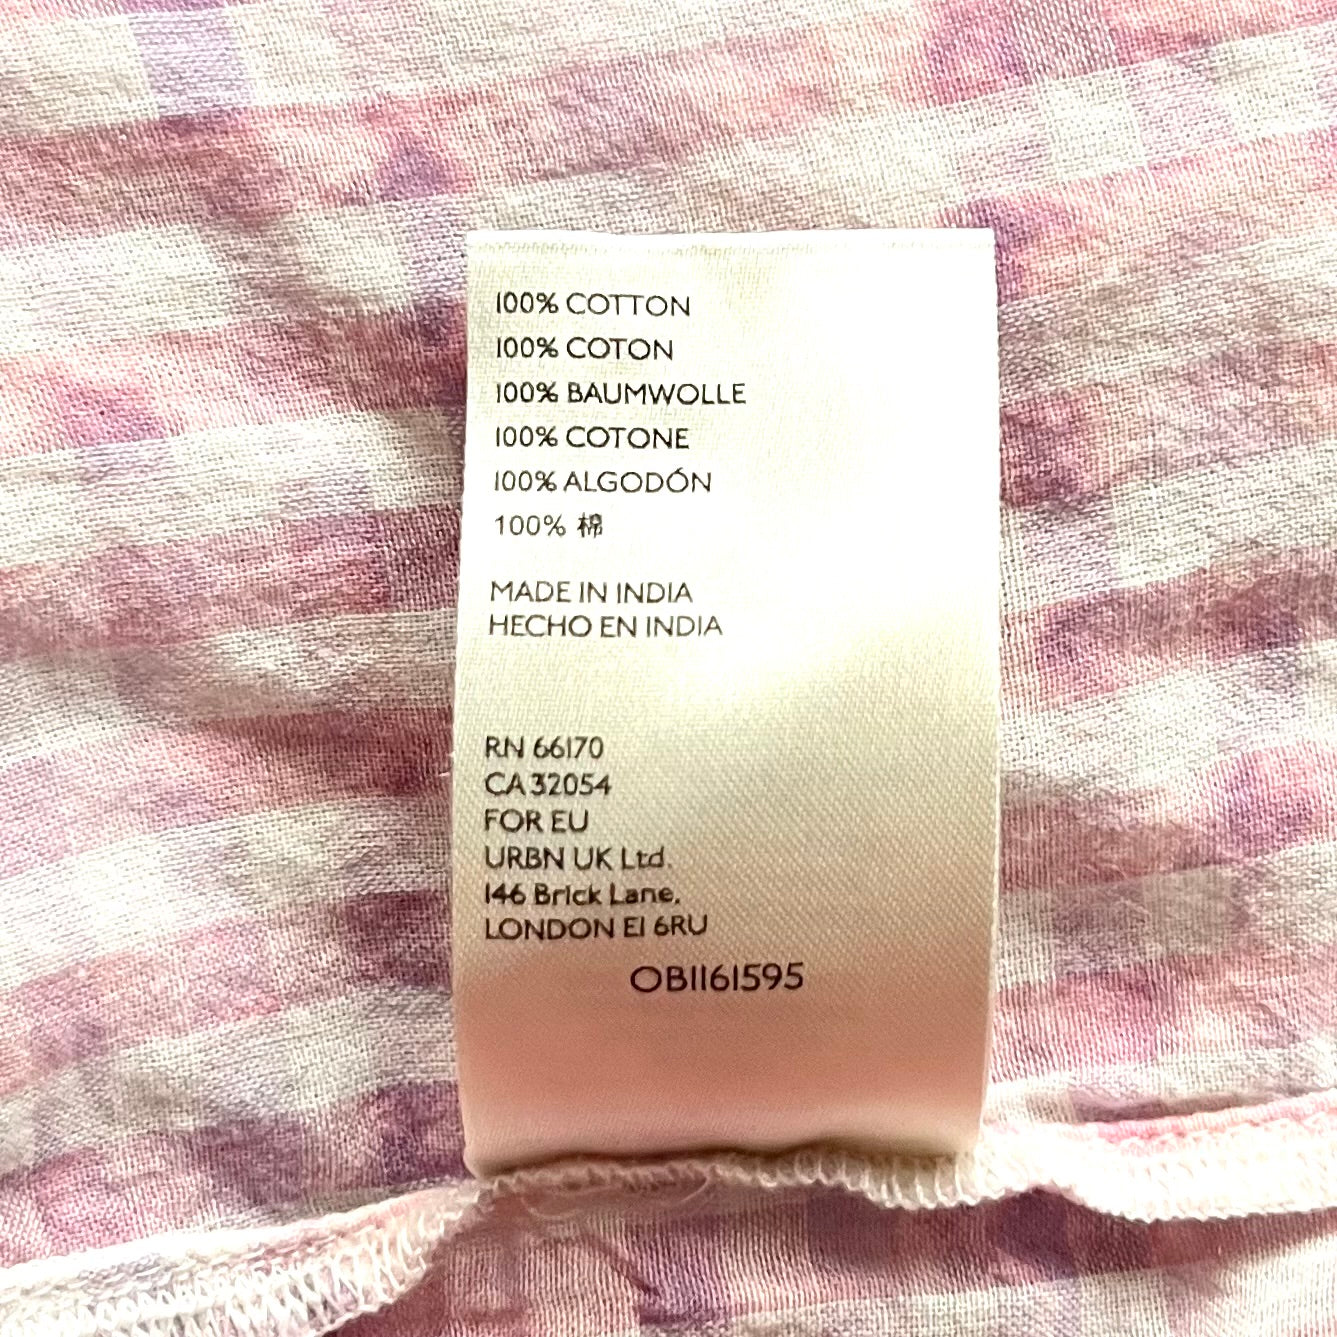 100% COTTON
100% COTON
100% BAUMWOLLE
100% COTONE
100% ALGODÓN
100% 棉
MADE IN INDIA
HECHO EN INDIA
RN 66170
CA 32054
FOR EU
URBN UK Ltd.
146 Brick Lane,
LONDON E1 6RU
OB1161595